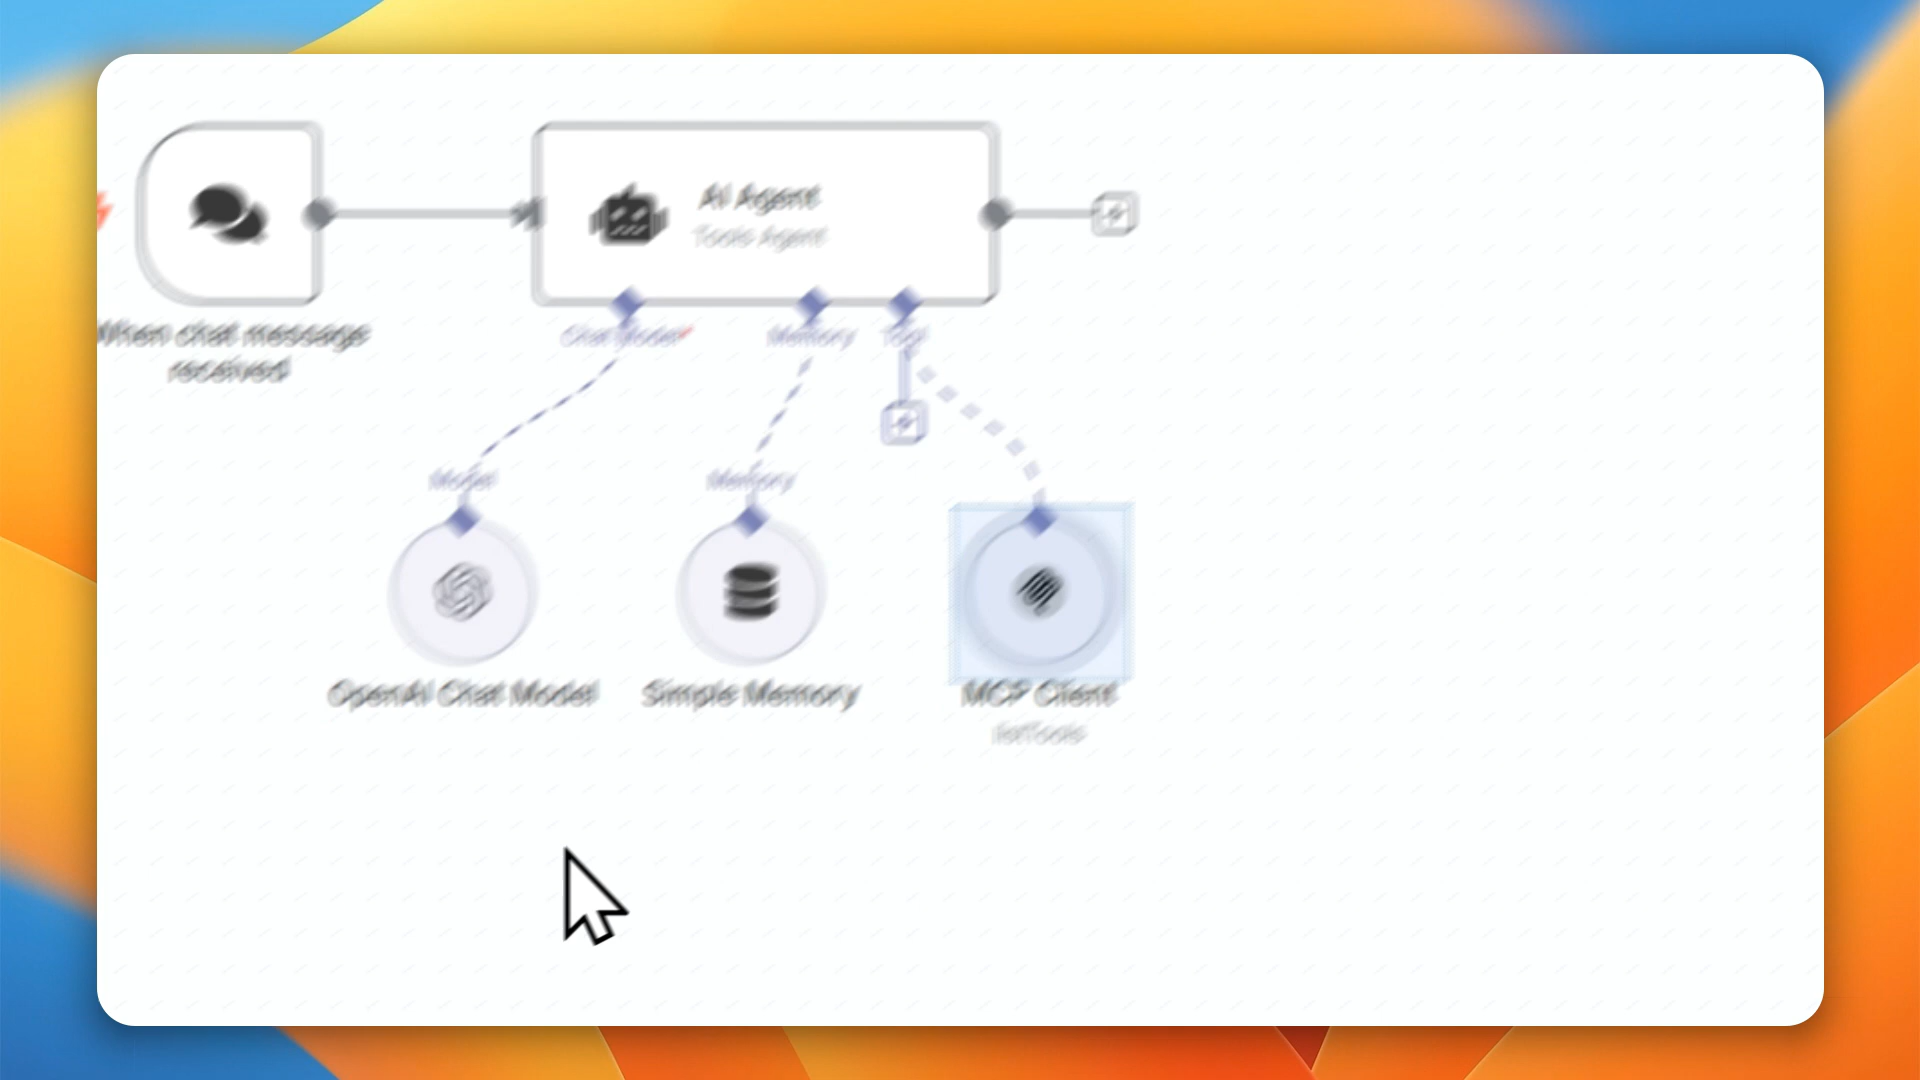 AI Agent
Tools Agent
When chat message
received
Chat Model*
Memory
Tool
Model
Memory
OpenAI Chat Model
Simple Memory
MCP Client
listTools